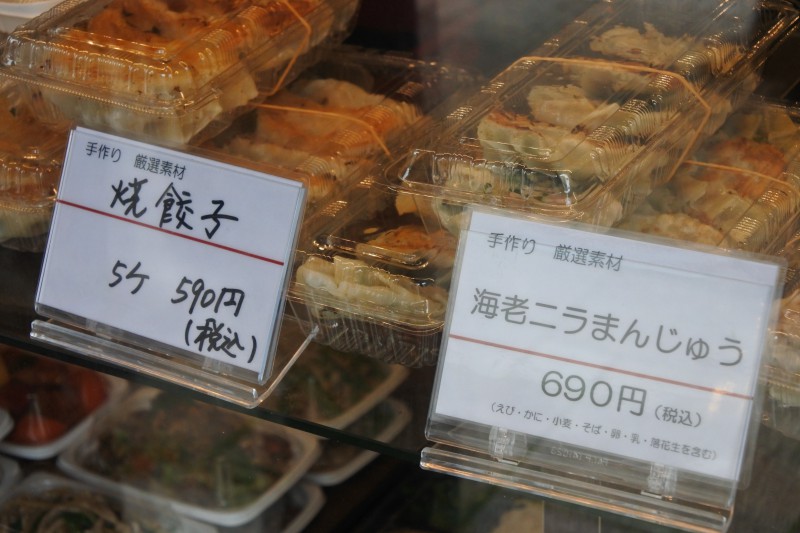 手作り　厳選素材
焼餃子
5ケ 590円
(税込)
手作り　厳選素材
海老ニラまんじゅう
690円(税込)
(えび・かに・小麦・そば・卵・乳・落花生を含む)